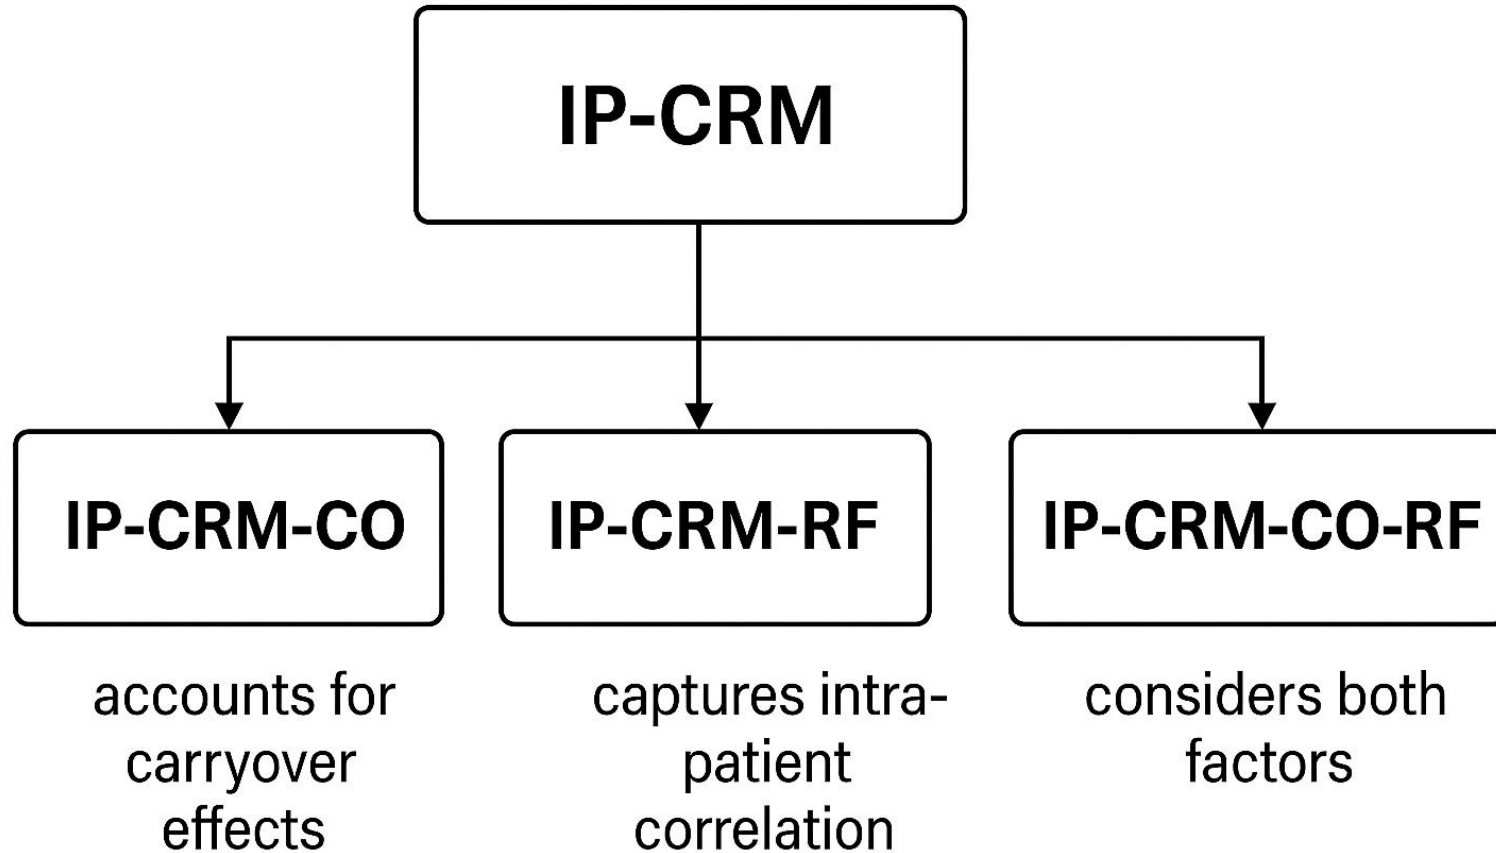 IP-CRM
IP-CRM-CO
IP-CRM-RF
IP-CRM-CO-RF
accounts for
carryover
effects
captures intra-
patient
correlation
considers both
factors